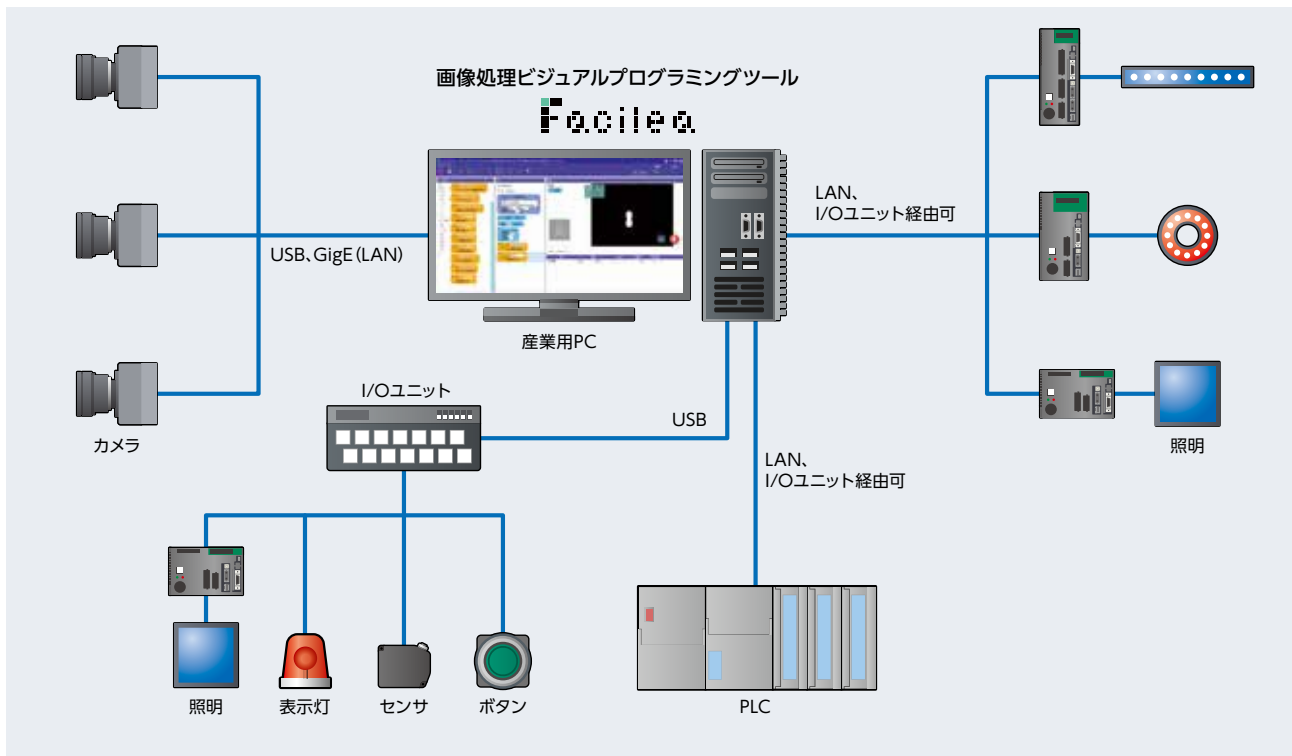 画像処理ビジュアルプログラミングツール
Facilea
LAN、
I/Oユニット経由可
USB、GigE(LAN)
産業用PC
I/Oユニット
カメラ
USB
照明
LAN、
I/Oユニット経由可
照明
表示灯
センサ
ボタン
PLC